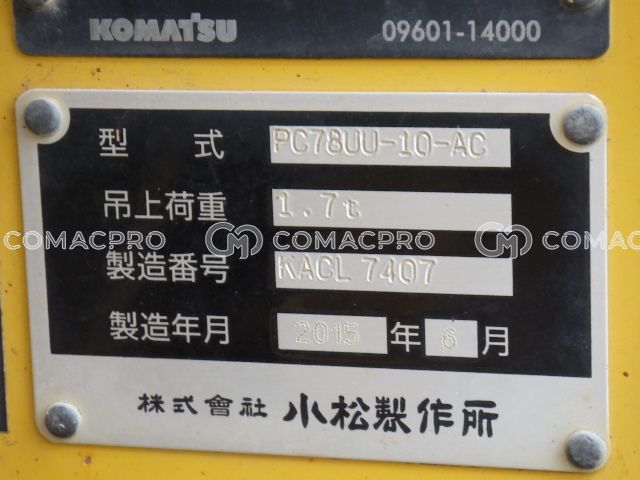 KOMATSU 09601-14000
型 式 PC78UU-10-AC
吊上荷重 1.7t
COMACPRO COMACPRO COMACPRO
製造番号 KACL 7407
製造年月 2015 年 6 月
株式會社 小松製作所